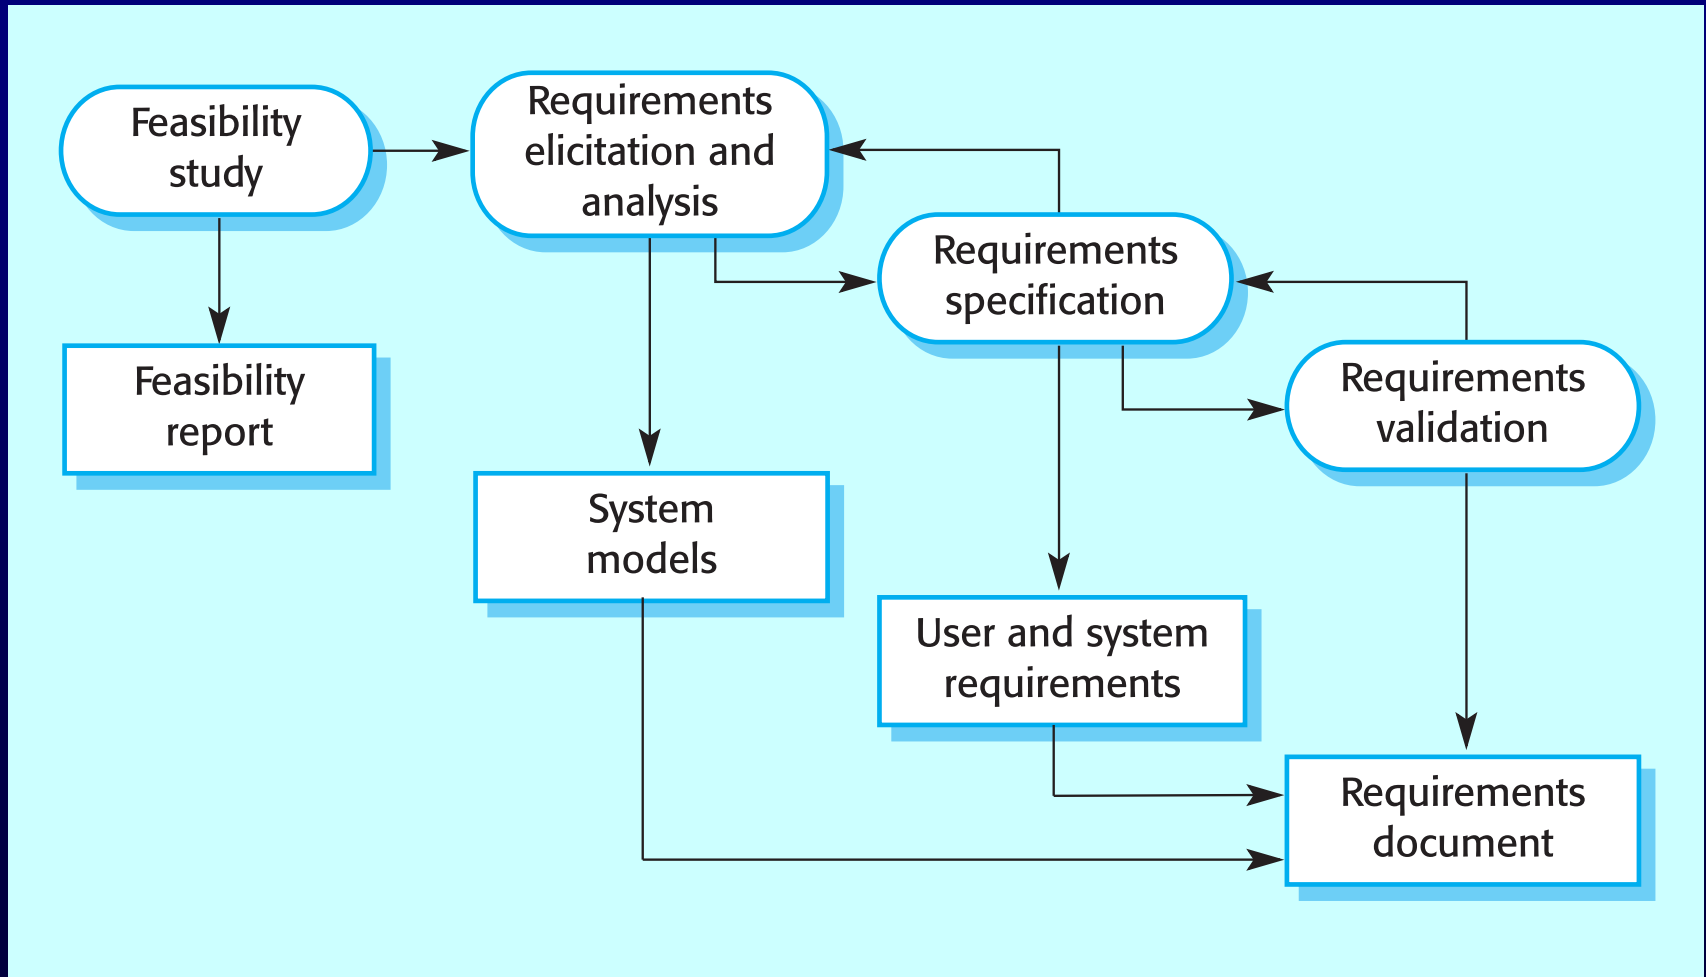 Feasibility
study
Requirements
elicitation and
analysis
Requirements
specification
Requirements
validation
Feasibility
report
System
models
User and system
requirements
Requirements
document